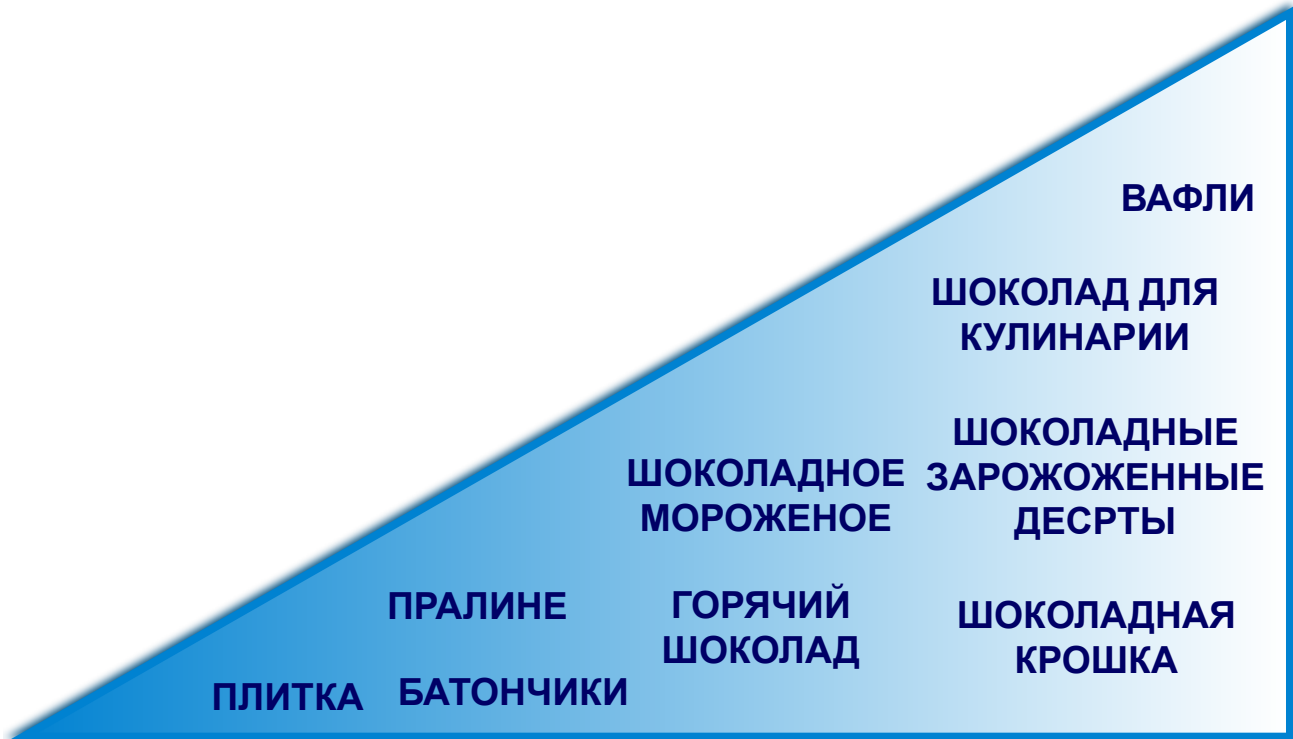 ВАФЛИ
ШОКОЛАД ДЛЯ
КУЛИНАРИИ
ШОКОЛАДНЫЕ
ЗАРОЖОЖЕННЫЕ
ДЕСРТЫ
ШОКОЛАДНОЕ
МОРОЖЕНОЕ
ПРАЛИНЕ
ГОРЯЧИЙ
ШОКОЛАД
ШОКОЛАДНАЯ
КРОШКА
ПЛИТКА
БАТОНЧИКИ